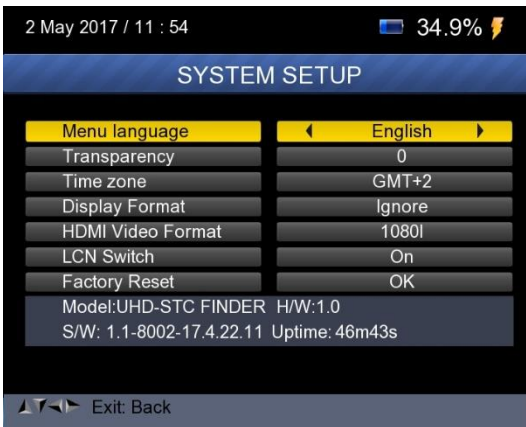 2 May 2017 / 11 : 54 34.9%
SYSTEM SETUP
Menu language English
Transparency 0
Time zone GMT+2
Display Format Ignore
HDMI Video Format 1080I
LCN Switch On
Factory Reset OK
Model:UHD-STC FINDER H/W:1.0
S/W: 1.1-8002-17.4.22.11 Uptime: 46m43s
Exit: Back